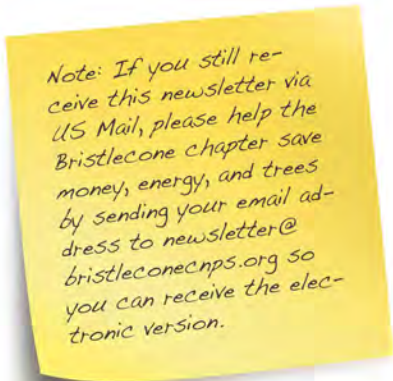 Note: If you still re-
ceive this newsletter via
US Mail, please help the
Bristlecone chapter save
money, energy, and trees
by sending your email ad-
dress to newsletter@
bristleconecnps.org so
you can receive the elec-
tronic version.